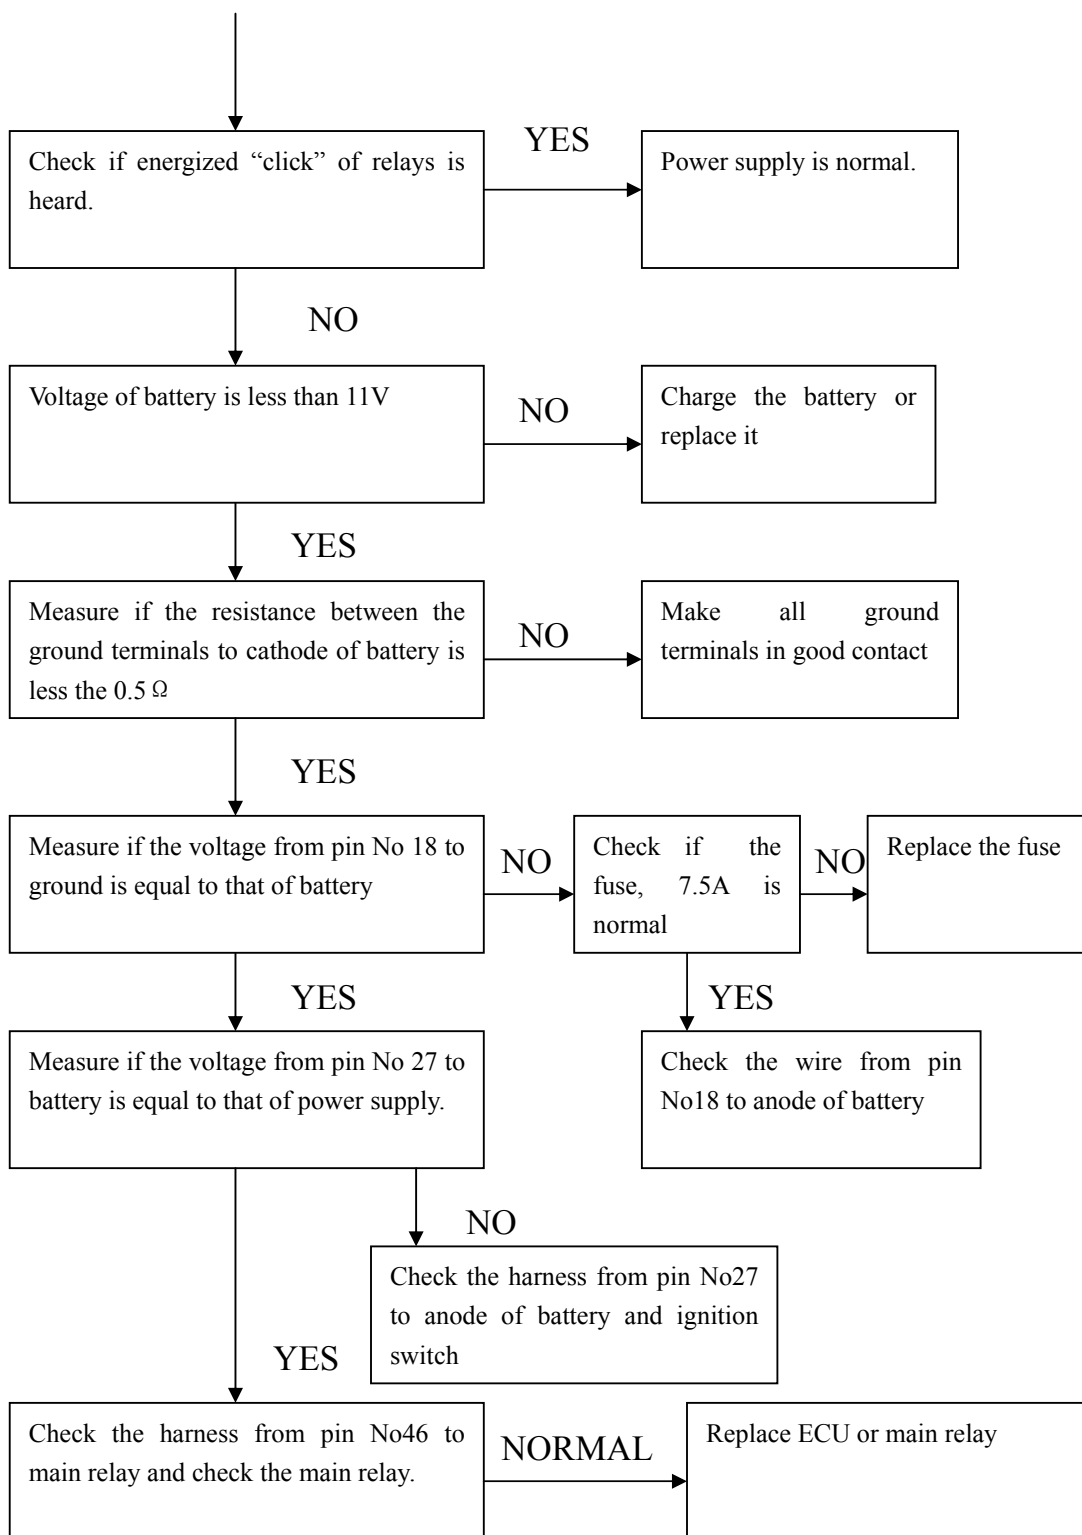 Check if energized “click” of relays is
heard.
YES
Power supply is normal.
NO
Voltage of battery is less than 11V
NO
Charge the battery or
replace it
YES
Measure if the resistance between the
ground terminals to cathode of battery is
less the 0.5 Ω
NO
Make all ground
terminals in good contact
YES
Measure if the voltage from pin No 18 to
ground is equal to that of battery
NO
Check if the
fuse, 7.5A is
normal
NO
Replace the fuse
YES
YES
Measure if the voltage from pin No 27 to
battery is equal to that of power supply.
Check the wire from pin
No18 to anode of battery
NO
Check the harness from pin No27
to anode of battery and ignition
switch
YES
Check the harness from pin No46 to
main relay and check the main relay.
NORMAL
Replace ECU or main relay